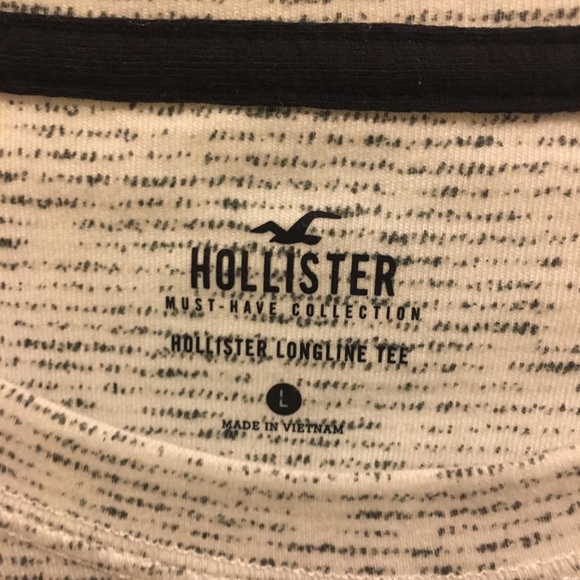 HOLLISTER
MUST-HAVE COLLECTION
HOLLISTER LONGLINE TEE
L
MADE IN VIETNAM